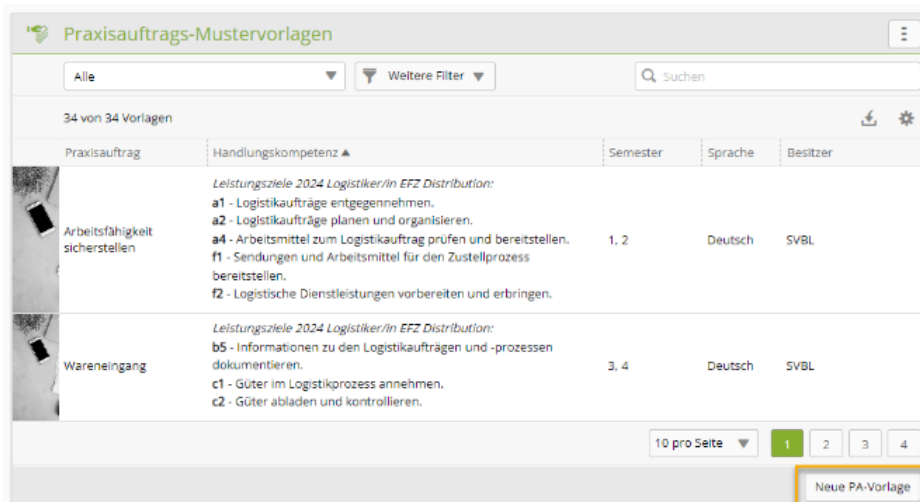 Praxisauftrags-Mustervorlagen
Alle
Weitere Filter
Suchen
34 von 34 Vorlagen
Praxisauftrag
Handlungskompetenz
Semester
Sprache
Besitzer
Arbeitsfähigkeit
sicherstellen
Leistungsziele 2024 Logistiker/in EFZ Distribution:
a1 - Logistikaufträge entgegennehmen.
a2 - Logistikaufträge planen und organisieren.
a4 - Arbeitsmittel zum Logistikauftrag prüfen und bereitstellen.
f1 - Sendungen und Arbeitsmittel für den Zustellprozess
bereitstellen.
f2 - Logistische Dienstleistungen vorbereiten und erbringen.
1, 2
Deutsch
SVBL
Wareneingang
Leistungsziele 2024 Logistiker/in EFZ Distribution:
b5 - Informationen zu den Logistikaufträgen und -prozessen
dokumentieren.
c1 - Güter im Logistikprozess annehmen.
c2 - Güter abladen und kontrollieren.
3, 4
Deutsch
SVBL
10 pro Seite
1
2
3
4
Neue PA-Vorlage